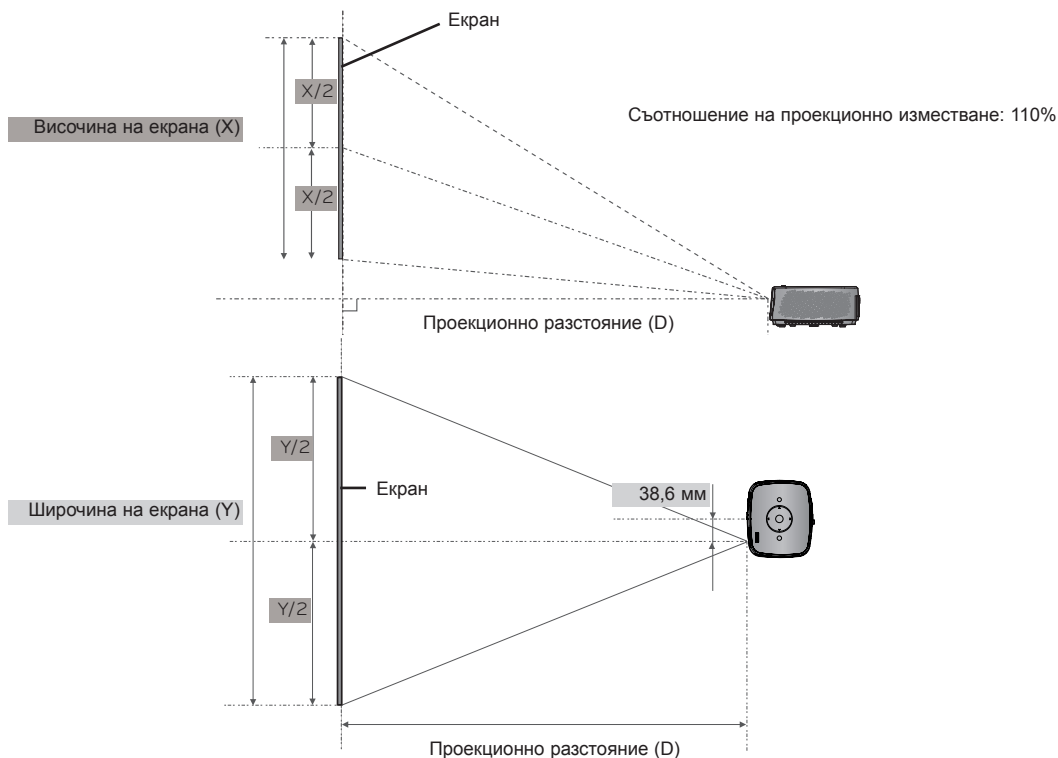 Екран
X/2
Съотношение на проекционно изместване: 110%
Височина на екрана (X)
X/2
Проекционно разстояние (D)
Y/2
Екран
38,6 мм
Широчина на екрана (Y)
Y/2
Проекционно разстояние (D)